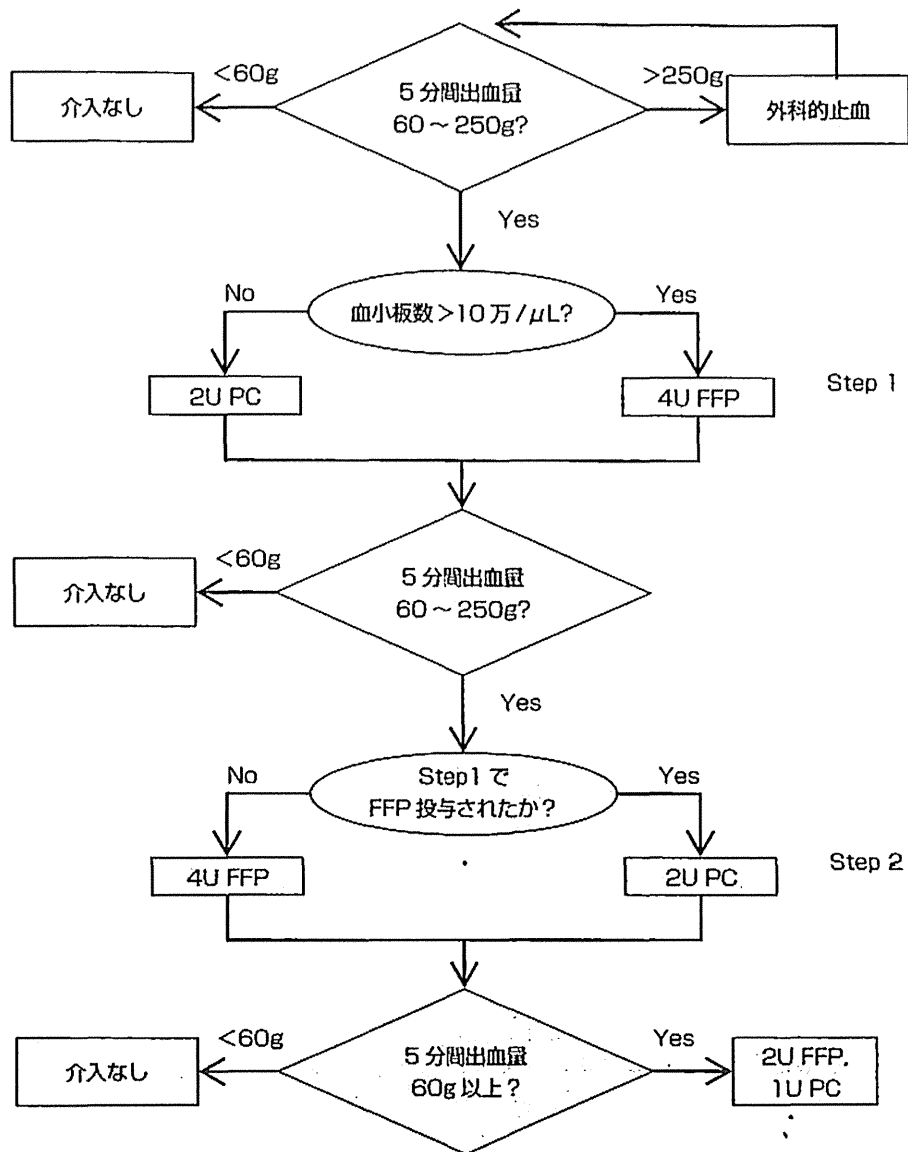 <60g
介入なし
5分間出血量
60～250g?
>250g
外科的止血
Yes
No
血小板数>10万/μL?
Yes
2U PC
4U FFP
Step 1
<60g
介入なし
5分間出血量
60～250g?
Yes
No
Step1で
FFP投与されたか?
Yes
4U FFP
2U PC
Step 2
<60g
介入なし
5分間出血量
60g以上?
Yes
2U FFP,
1U PC